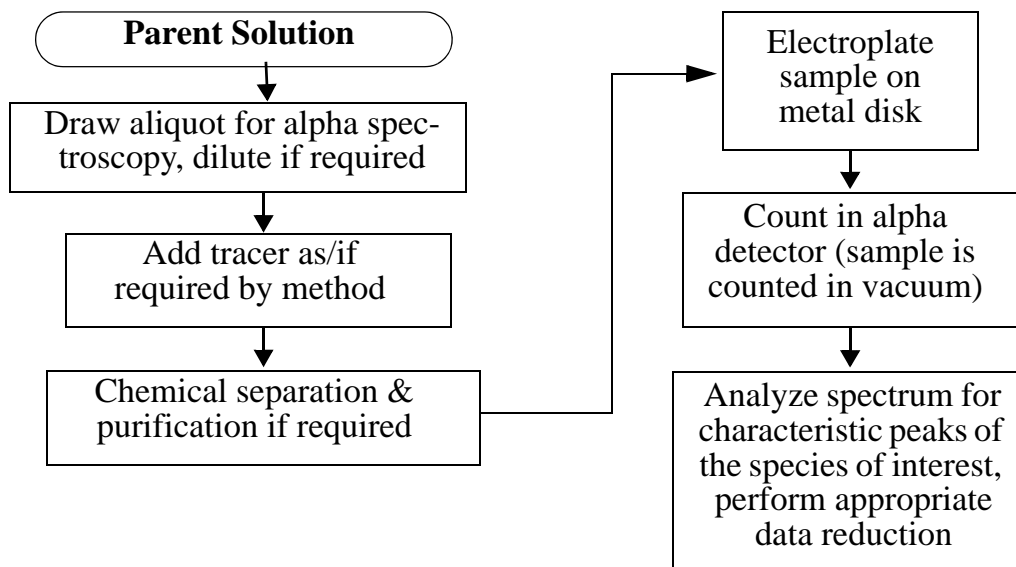 Parent Solution
Draw aliquot for alpha spec-
troscopy, dilute if required
Add tracer as/if
required by method
Chemical separation &
purification if required
Electroplate
sample on
metal disk
Count in alpha
detector (sample is
counted in vacuum)
Analyze spectrum for
characteristic peaks of
the species of interest,
perform appropriate
data reduction